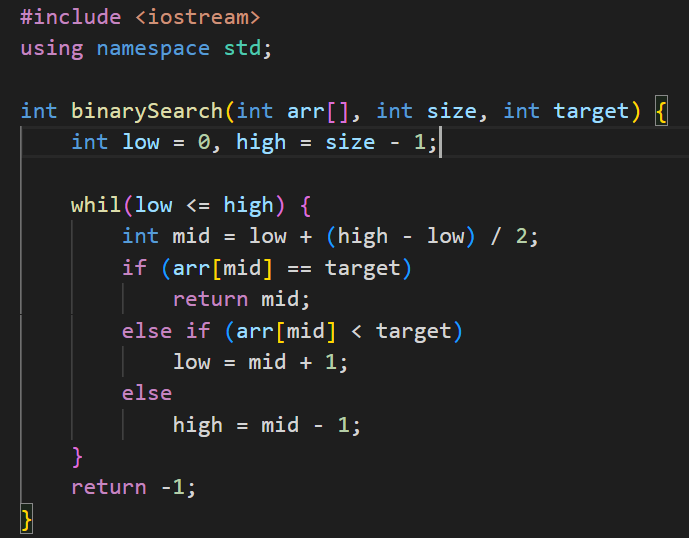 #include <iostream>
using namespace std;
int binarySearch(int arr[], int size, int target) {
int low = 0, high = size - 1;
whil(low <= high) {
int mid = low + (high - low) / 2;
if (arr[mid] == target)
return mid;
else if (arr[mid] < target)
low = mid + 1;
else
high = mid - 1;
}
return -1;
}